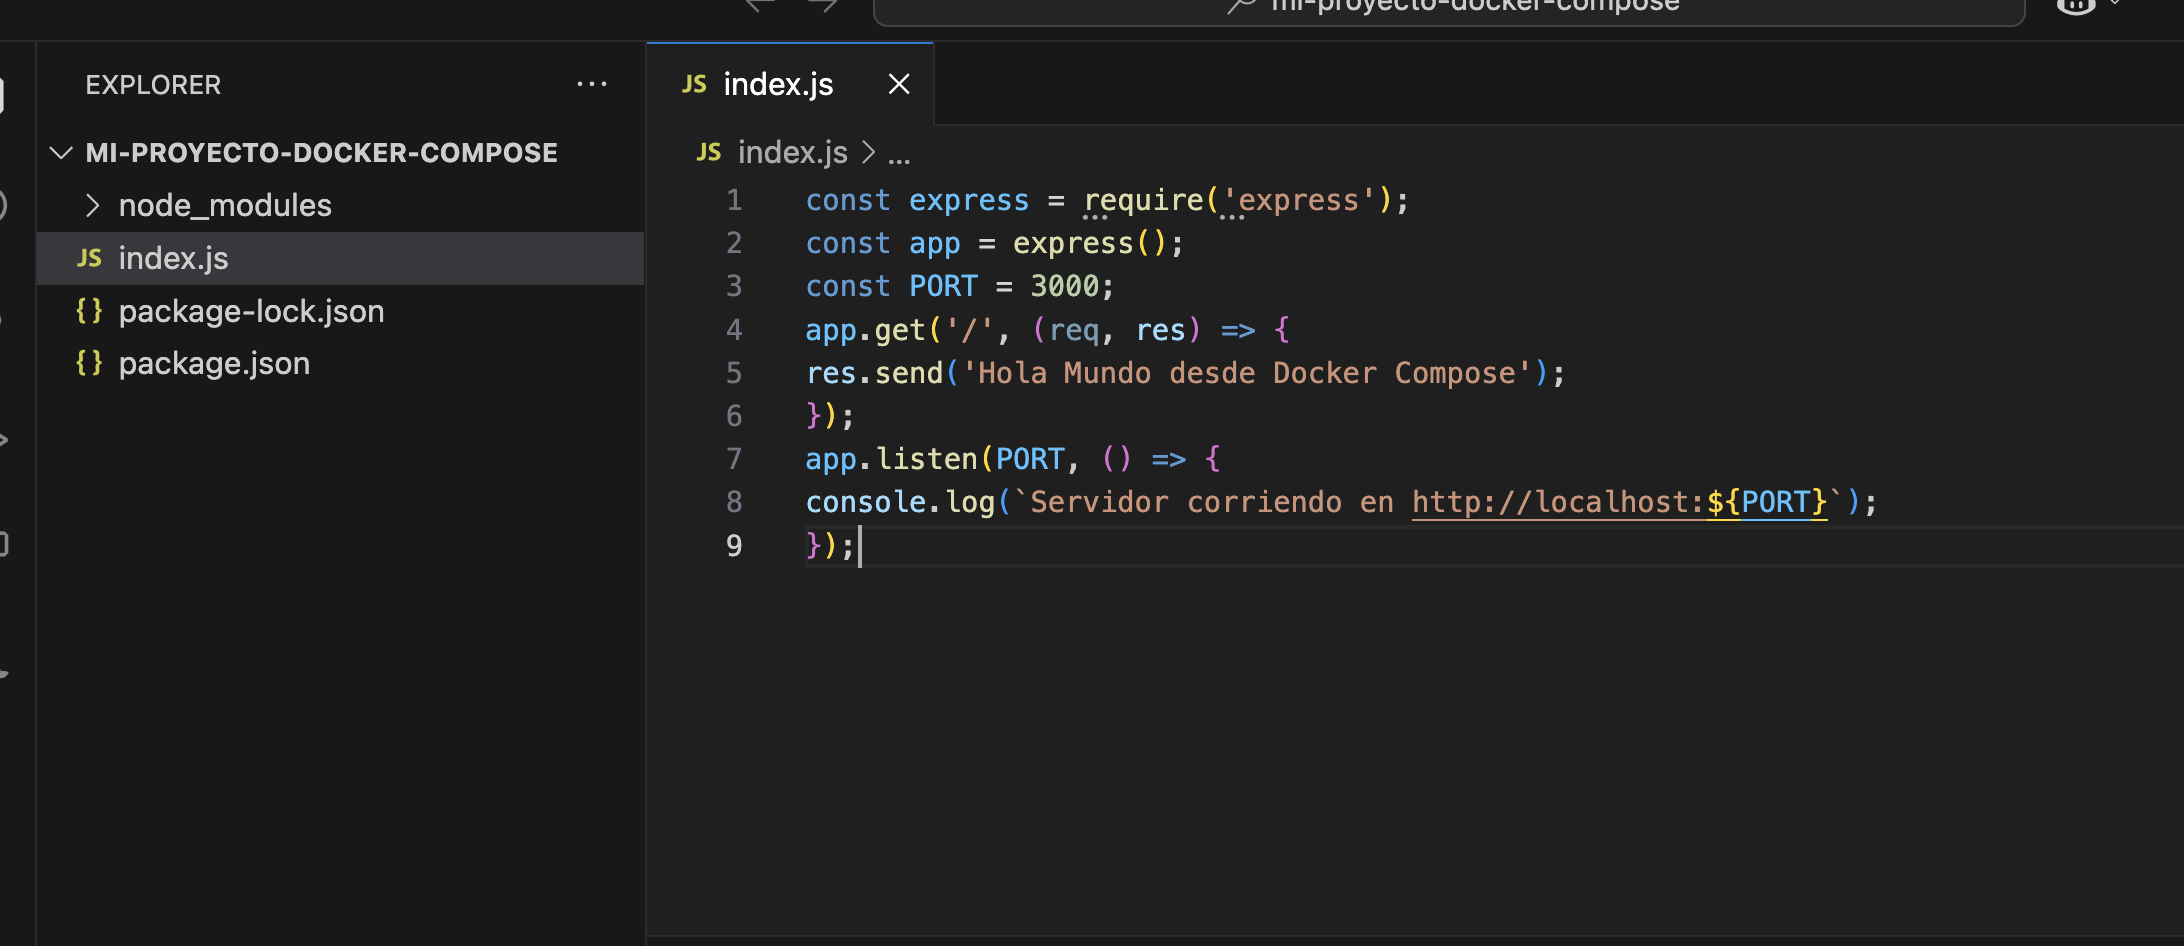 mi-proyecto-docker-compose
EXPLORER
MI-PROYECTO-DOCKER-COMPOSE
node_modules
JS index.js
{} package-lock.json
{} package.json
JS index.js
JS index.js > ...
1 const express = require('express');
2 const app = express();
3 const PORT = 3000;
4 app.get('/', (req, res) => {
5 res.send('Hola Mundo desde Docker Compose');
6 });
7 app.listen(PORT, () => {
8 console.log(`Servidor corriendo en http://localhost:${PORT}`);
9 });